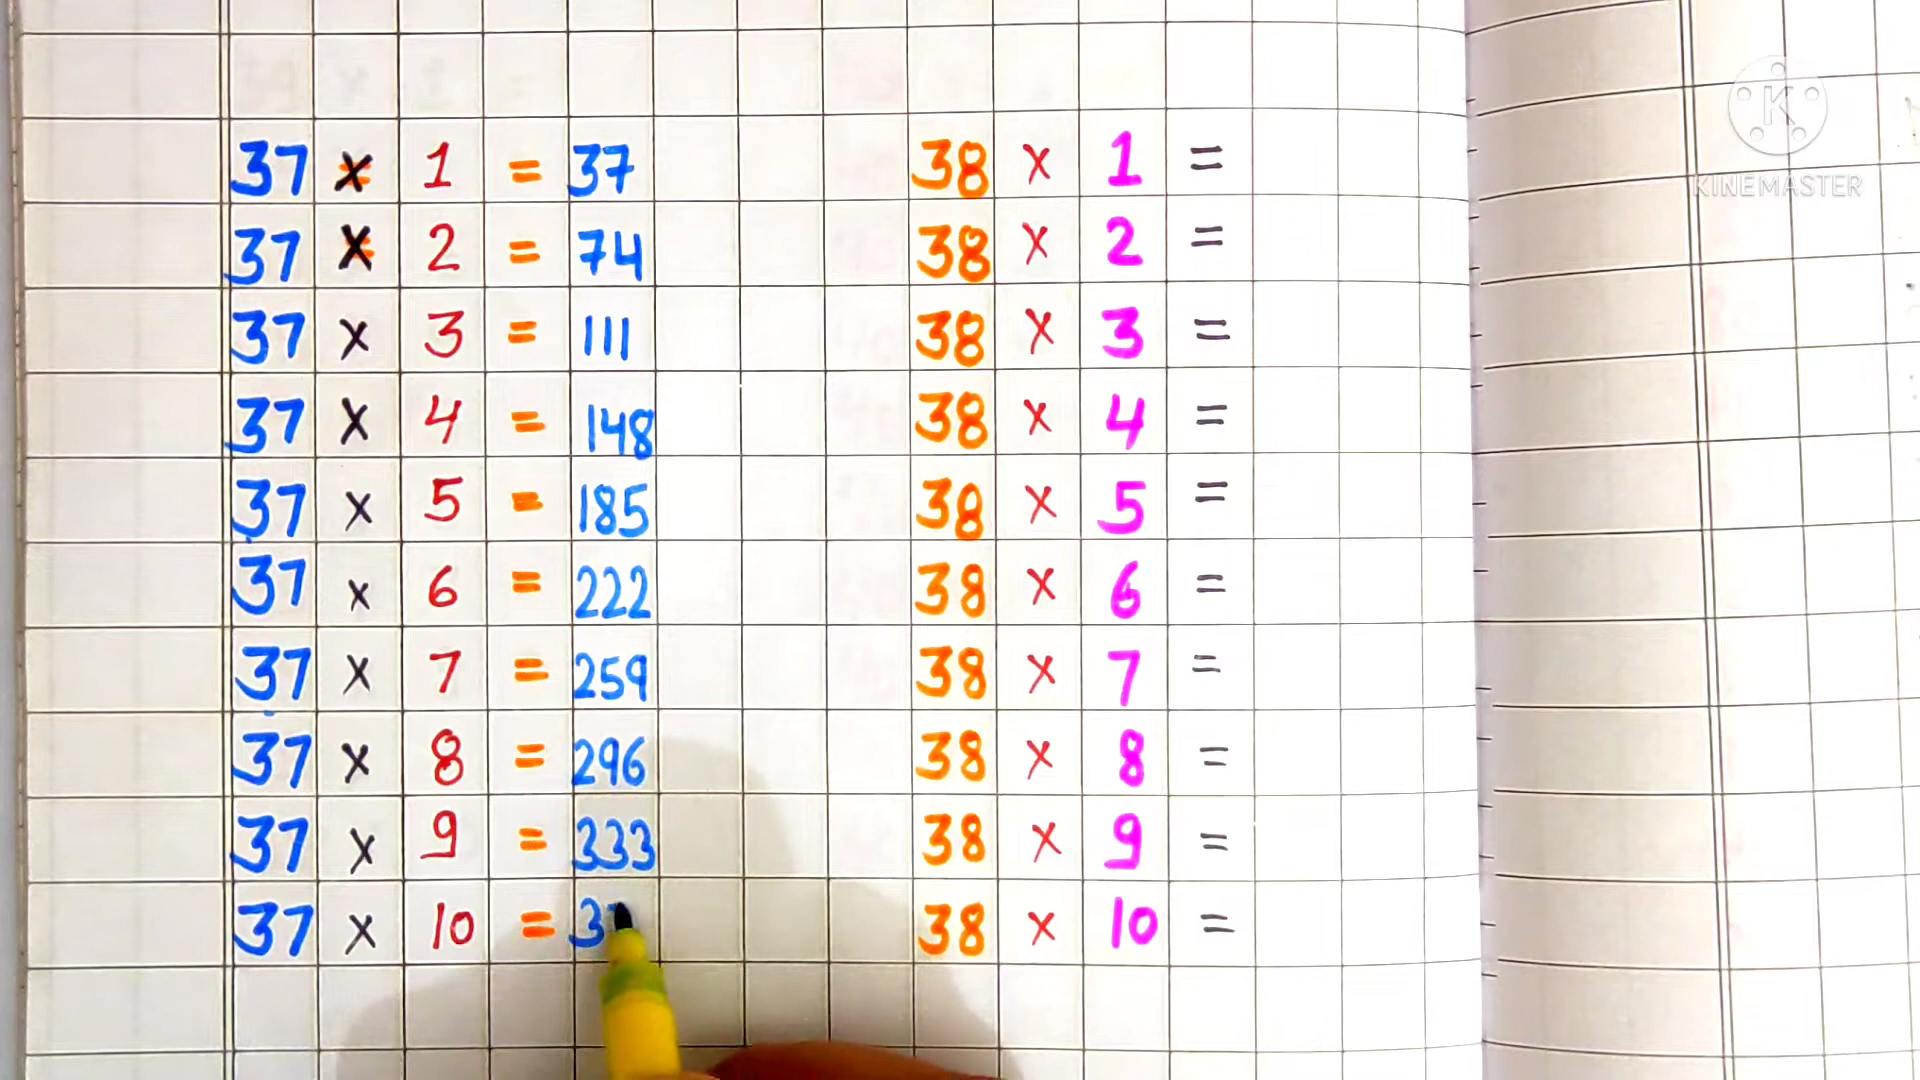 37 × 1 = 37
37 × 2 = 74
37 × 3 = 111
37 × 4 = 148
37 × 5 = 185
37 × 6 = 222
37 × 7 = 259
37 × 8 = 296
37 × 9 = 333
37 × 10 = 37
38 × 1 =
38 × 2 =
38 × 3 =
38 × 4 =
38 × 5 =
38 × 6 =
38 × 7 =
38 × 8 =
38 × 9 =
38 × 10 =
K
KINEMASTER